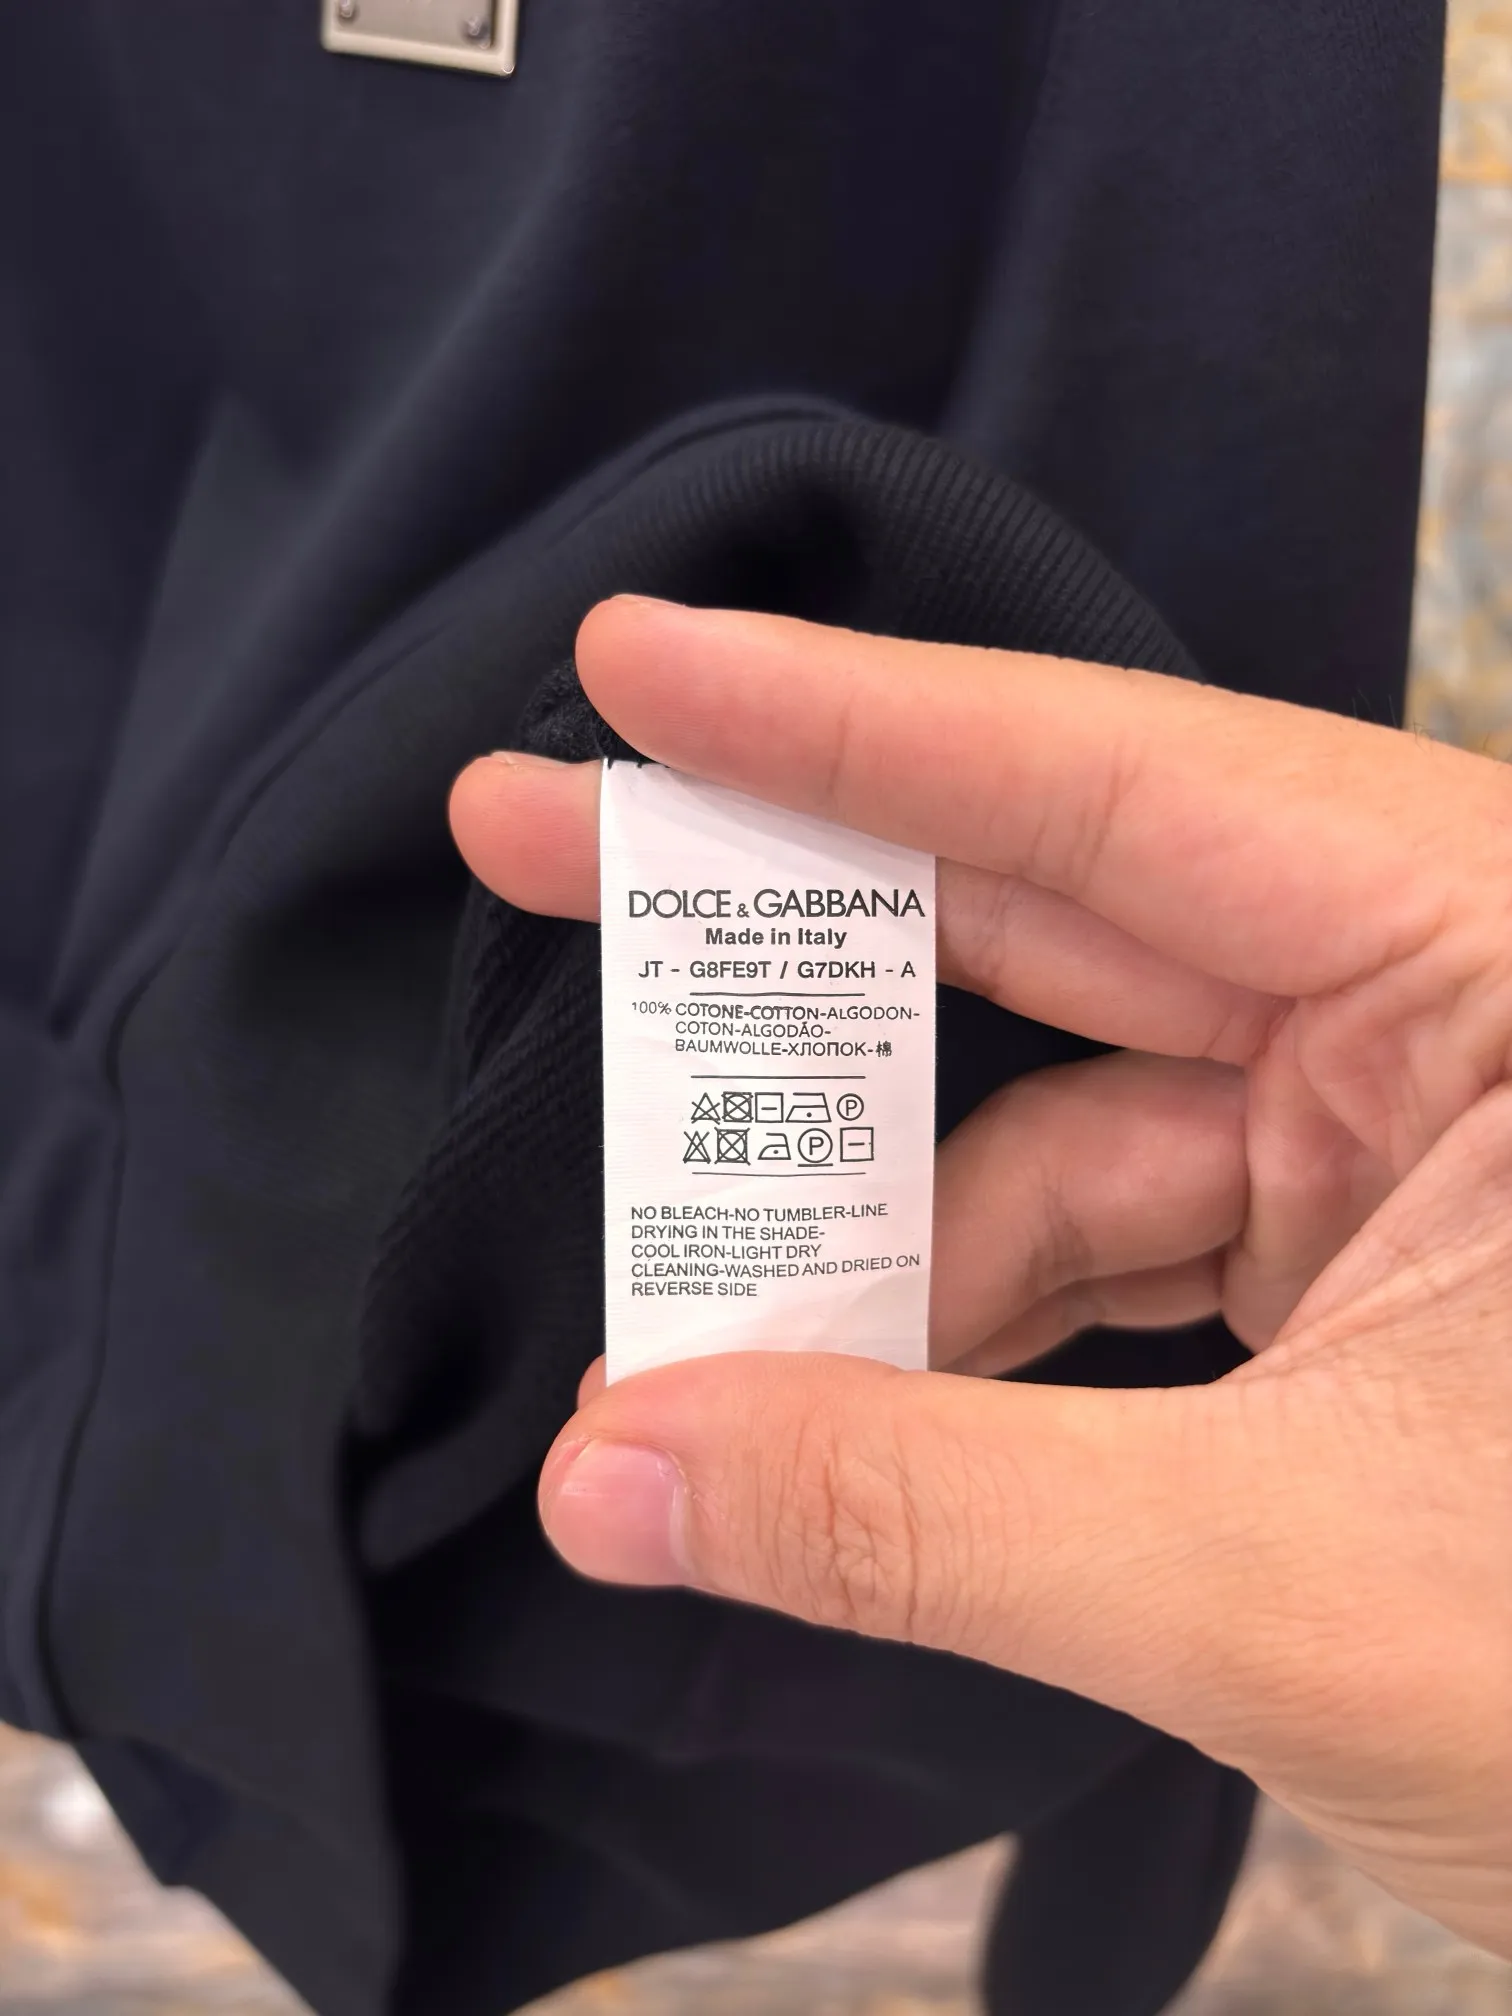 DOLCE & GABBANA
Made in Italy
JT - G8FE9T / G7DKH - A
100% COTONE-COTTON-ALGODON-
COTON-ALGODÃO-
BAUMWOLLE-ХЛОПОК-棉
P
P
NO BLEACH-NO TUMBLER-LINE
DRYING IN THE SHADE-
COOL IRON-LIGHT DRY
CLEANING-WASHED AND DRIED ON
REVERSE SIDE